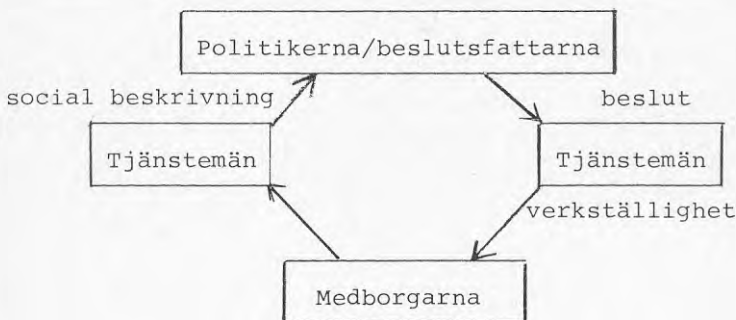 Politikerna/beslutsfattarna
social beskrivning
beslut
Tjänstemän
Tjänstemän
verkställighet
Medborgarna